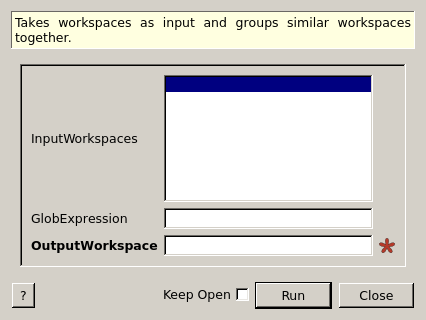 Takes workspaces as input and groups similar workspaces
together.
InputWorkspaces
GlobExpression
OutputWorkspace
?
Keep Open
Run
Close